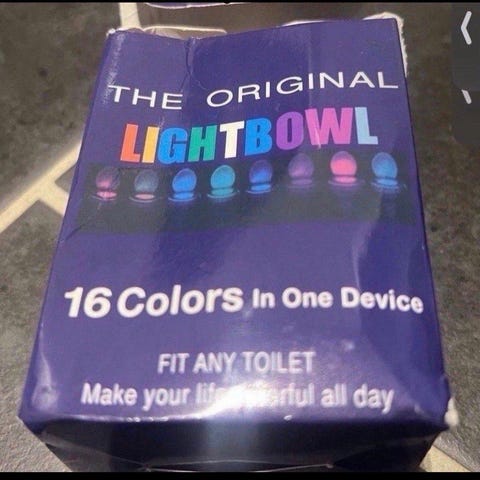 THE ORIGINAL
LIGHTBOWL
16 Colors In One Device
FIT ANY TOILET
Make your all day